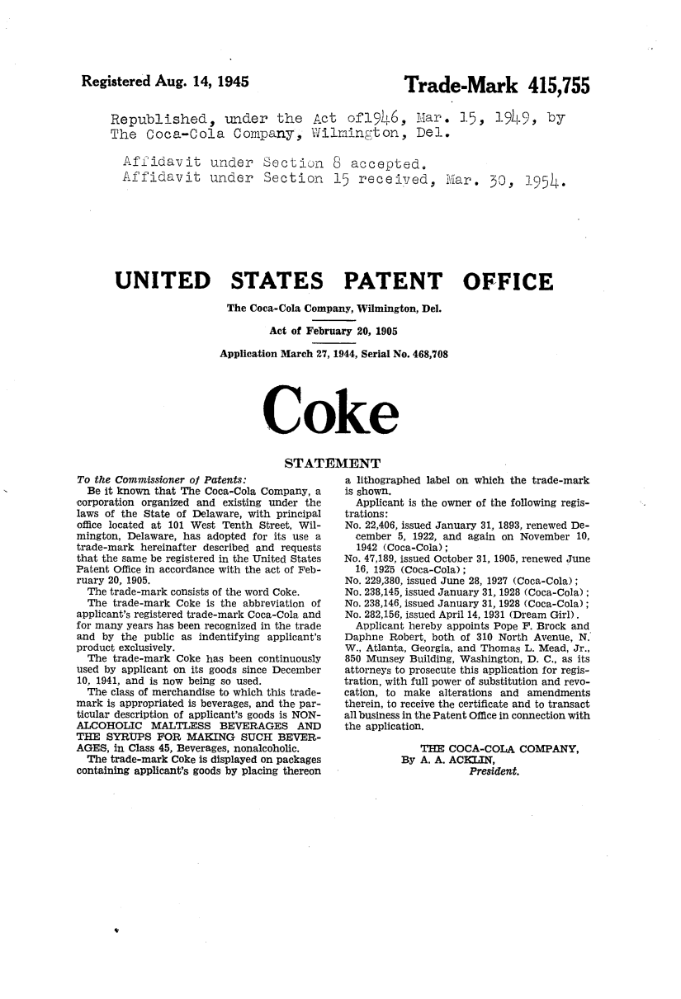 Registered Aug. 14, 1945
Trade-Mark 415,755
Republished, under the Act of1946, Mar. 15, 1949, by
The Coca-Cola Company, Wilmington, Del.
Affidavit under Section 8 accepted.
Affidavit under Section 15 received, Mar. 30, 1954.
UNITED STATES PATENT OFFICE
The Coca-Cola Company, Wilmington, Del.
Act of February 20, 1905
Application March 27, 1944, Serial No. 468,708
Coke
STATEMENT
To the Commissioner of Patents:
Be it known that The Coca-Cola Company, a
corporation organized and existing under the
laws of the State of Delaware, with principal
office located at 101 West Tenth Street, Wil-
mington, Delaware, has adopted for its use a
trade-mark hereinafter described and requests
that the same be registered in the United States
Patent Office in accordance with the act of Feb-
ruary 20, 1905.
The trade-mark consists of the word Coke.
The trade-mark Coke is the abbreviation of
applicant's registered trade-mark Coca-Cola and
for many years has been recognized in the trade
and by the public as indentifying applicant's
product exclusively.
The trade-mark Coke has been continuously
used by applicant on its goods since December
10, 1941, and is now being so used.
The class of merchandise to which this trade-
mark is appropriated is beverages, and the par-
ticular description of applicant's goods is NON-
ALCOHOLIC MALTLESS BEVERAGES AND
THE SYRUPS FOR MAKING SUCH BEVER-
AGES, in Class 45, Beverages, nonalcoholic.
The trade-mark Coke is displayed on packages
containing applicant's goods by placing thereon
a lithographed label on which the trade-mark
is shown.
Applicant is the owner of the following regis-
trations:
No. 22,406, issued January 31, 1893, renewed De-
cember 5, 1922, and again on November 10,
1942 (Coca-Cola);
No. 47,189, issued October 31, 1905, renewed June
16, 1925 (Coca-Cola);
No. 229,380, issued June 28, 1927 (Coca-Cola);
No. 238,145, issued January 31, 1928 (Coca-Cola);
No. 238,146, issued January 31, 1928 (Coca-Cola);
No. 282,156, issued April 14, 1931 (Dream Girl).
Applicant hereby appoints Pope F. Brock and
Daphne Robert, both of 310 North Avenue, N.
W., Atlanta, Georgia, and Thomas L. Mead, Jr.,
850 Munsey Building, Washington, D. C., as its
attorneys to prosecute this application for regis-
tration, with full power of substitution and revo-
cation, to make alterations and amendments
therein, to receive the certificate and to transact
all business in the Patent Office in connection with
the application.
THE COCA-COLA COMPANY,
By A. A. ACKLIN,
President.